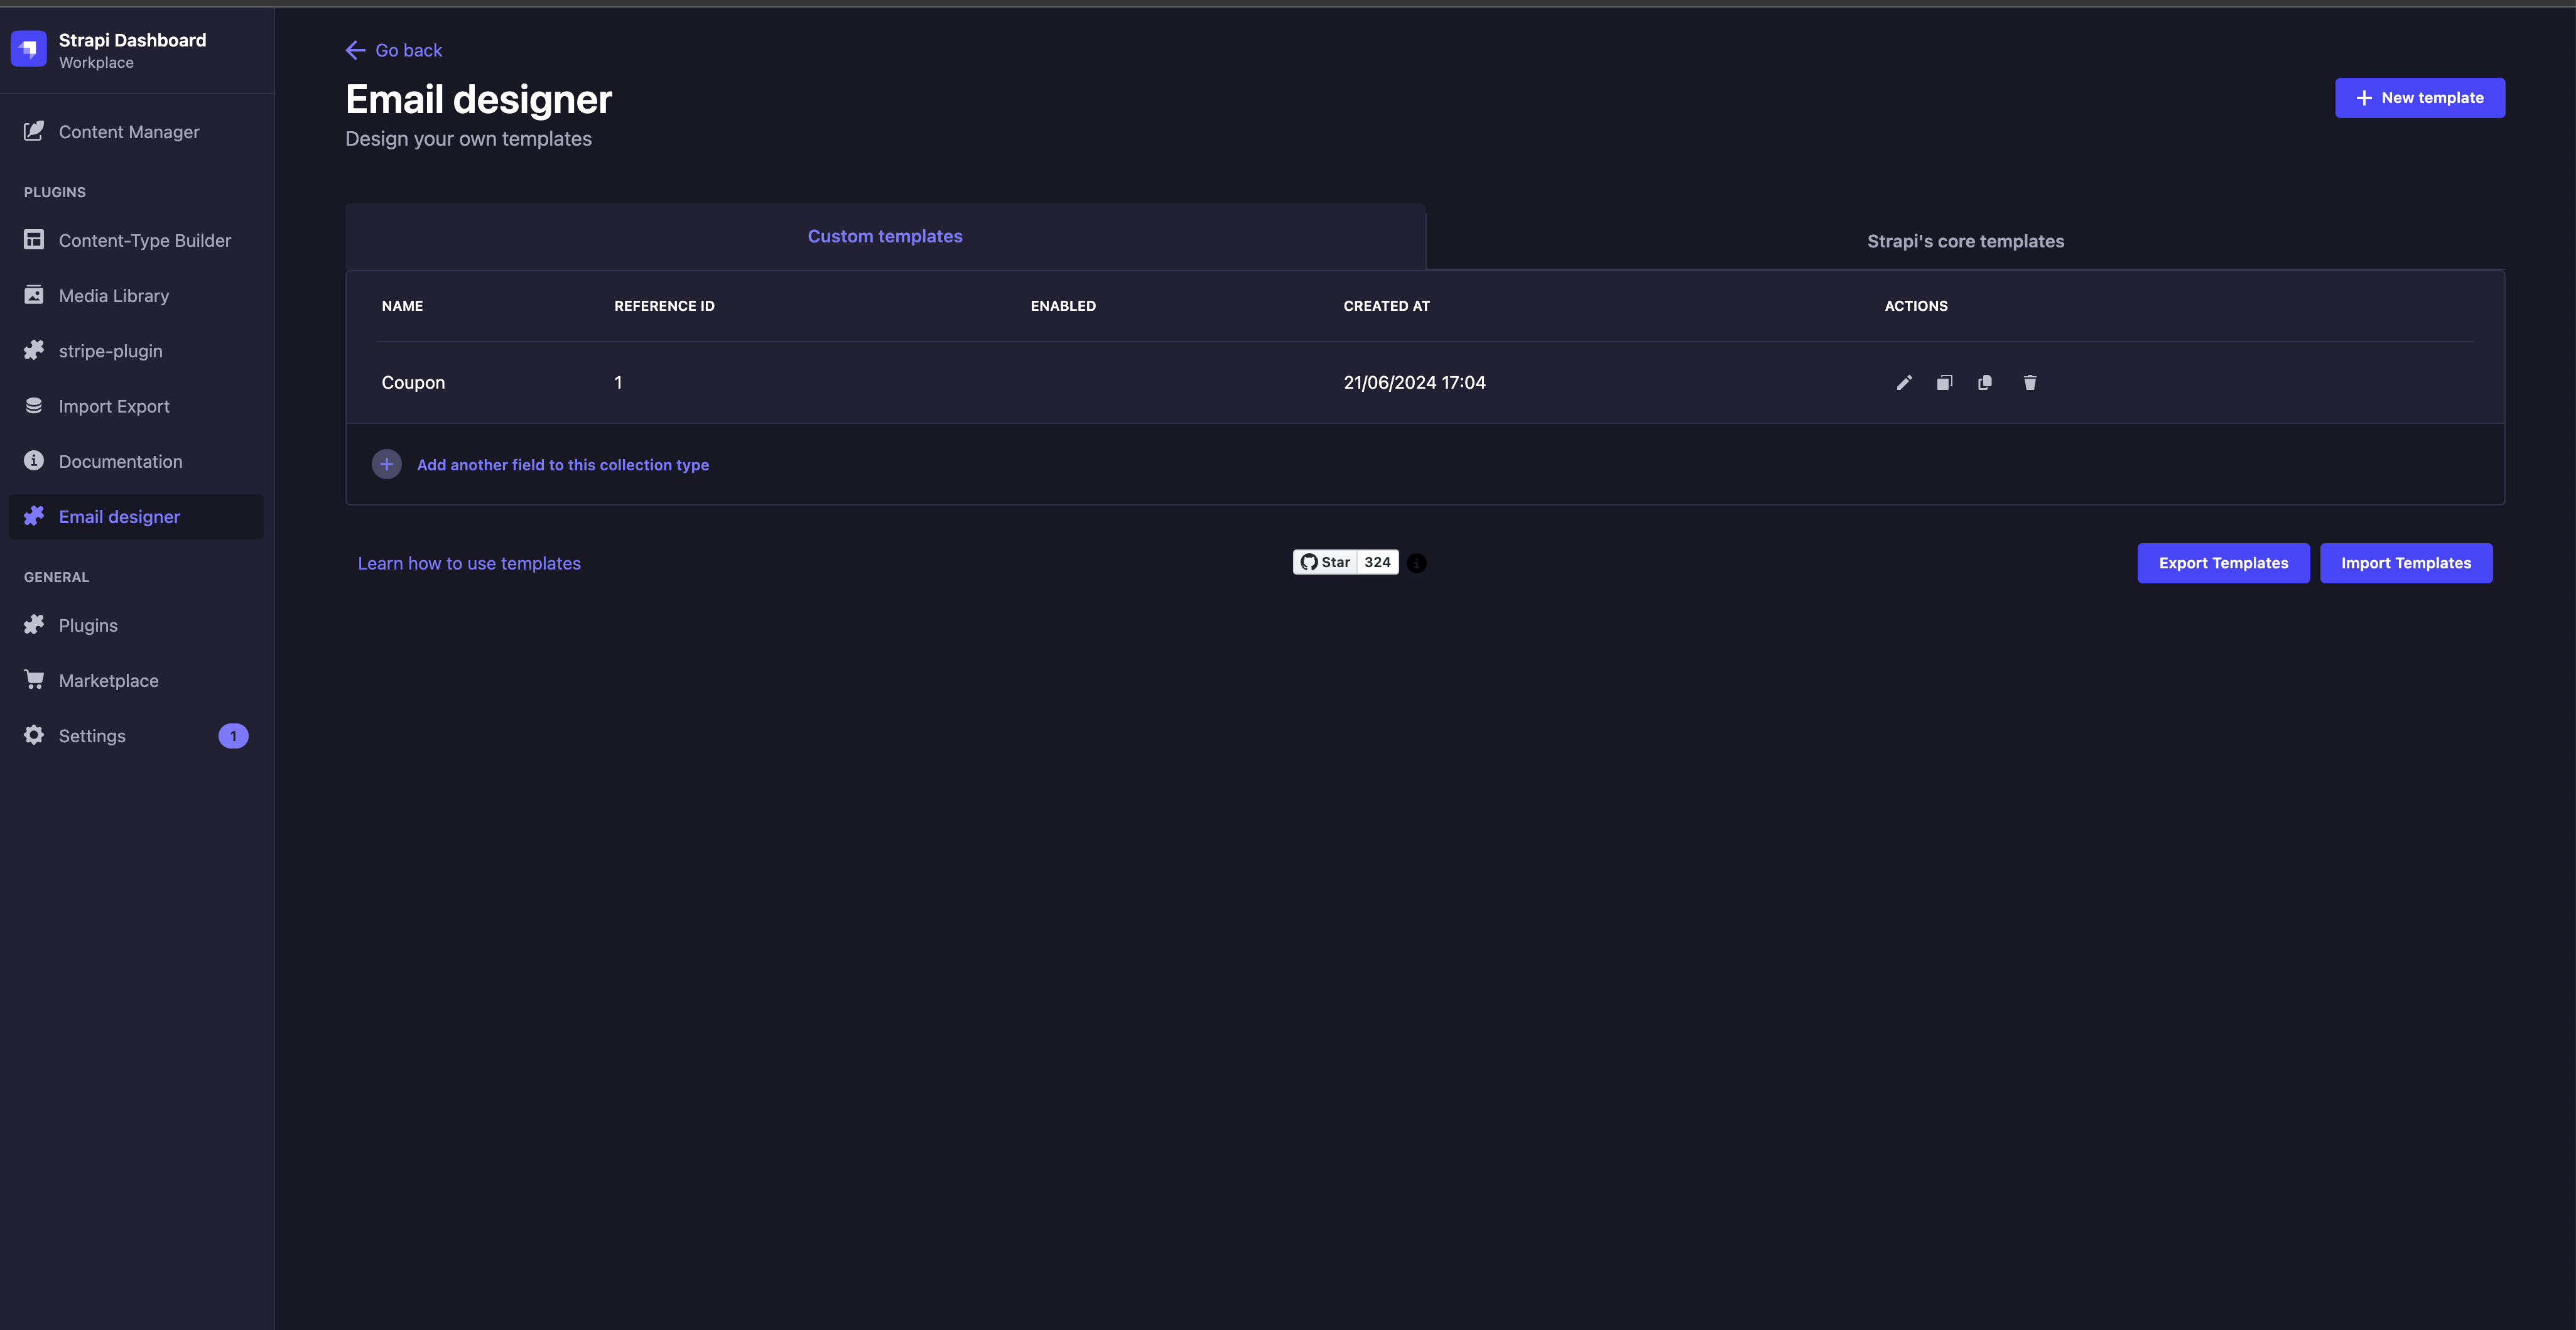 Strapi Dashboard
Workplace
Content Manager
PLUGINS
Content-Type Builder
Media Library
stripe-plugin
Import Export
Documentation
Email designer
GENERAL
Plugins
Marketplace
Settings 1
Go back
Email designer
Design your own templates
New template
Custom templates
Strapi's core templates
NAME REFERENCE ID ENABLED CREATED AT ACTIONS
Coupon 1 21/06/2024 17:04
Add another field to this collection type
Learn how to use templates
Star 324
Export Templates
Import Templates